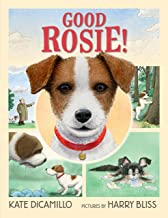 GOOD
ROSIE!
KATE DICAMILLO PICTURES BY HARRY BLISS